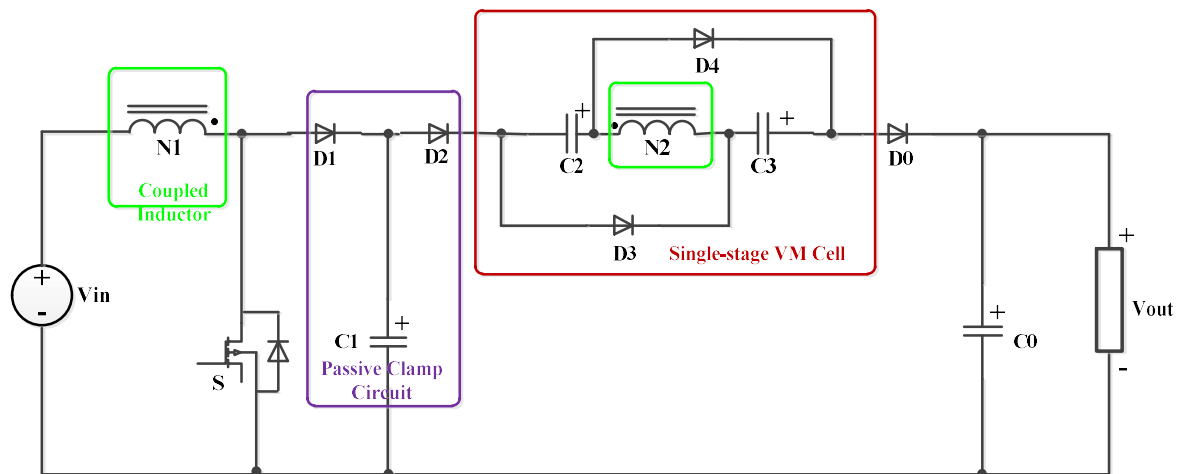 D4
+
N1
N2
+
D1
D2
C2
C3
D0
Coupled
Inductor
D3
Single-stage VM Cell
+
-
Vin
+
-
Vout
C1
+
+
C0
Passive Clamp
Circuit
S